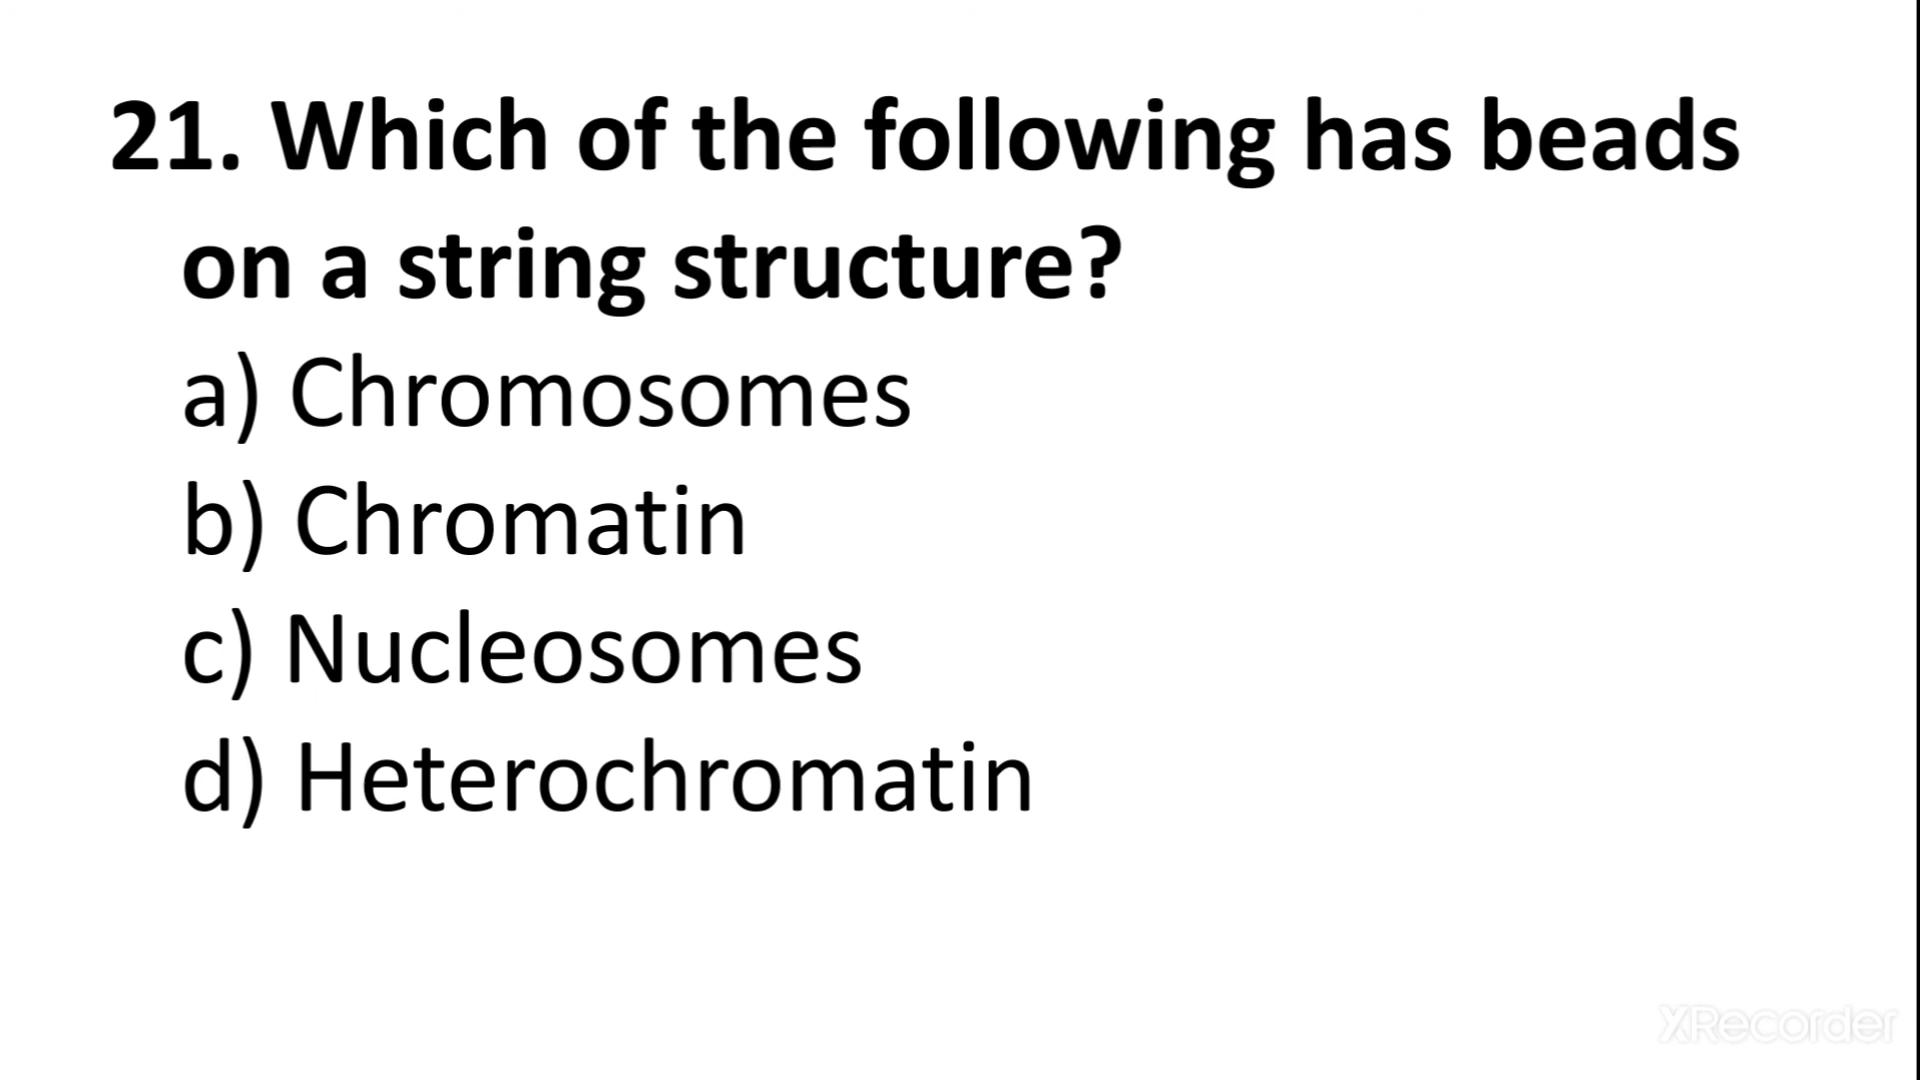 21. Which of the following has beads
on a string structure?
a) Chromosomes
b) Chromatin
c) Nucleosomes
d) Heterochromatin
XRecorder